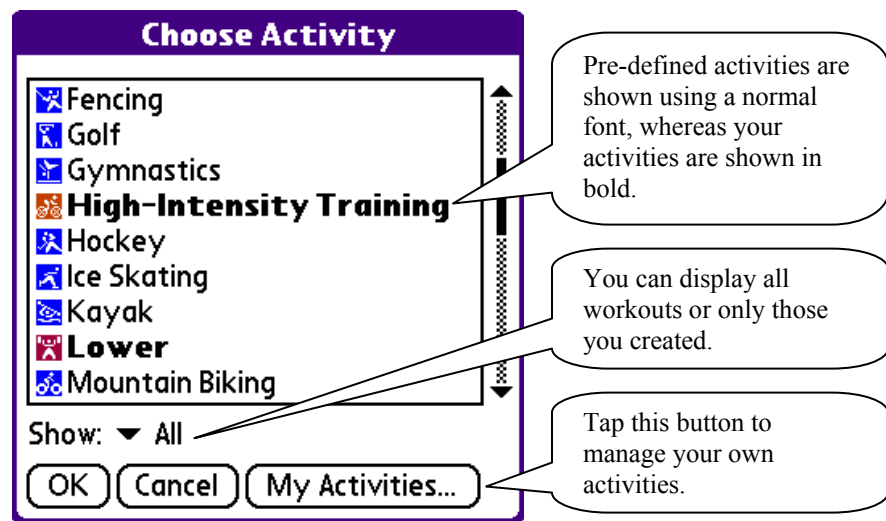 Choose Activity
Fencing
Golf
Gymnastics
High-Intensity Training
Hockey
Ice Skating
Kayak
Lower
Mountain Biking
Show: All
OK Cancel My Activities...
Pre-defined activities are
shown using a normal
font, whereas your
activities are shown in
bold.
You can display all
workouts or only those
you created.
Tap this button to
manage your own
activities.